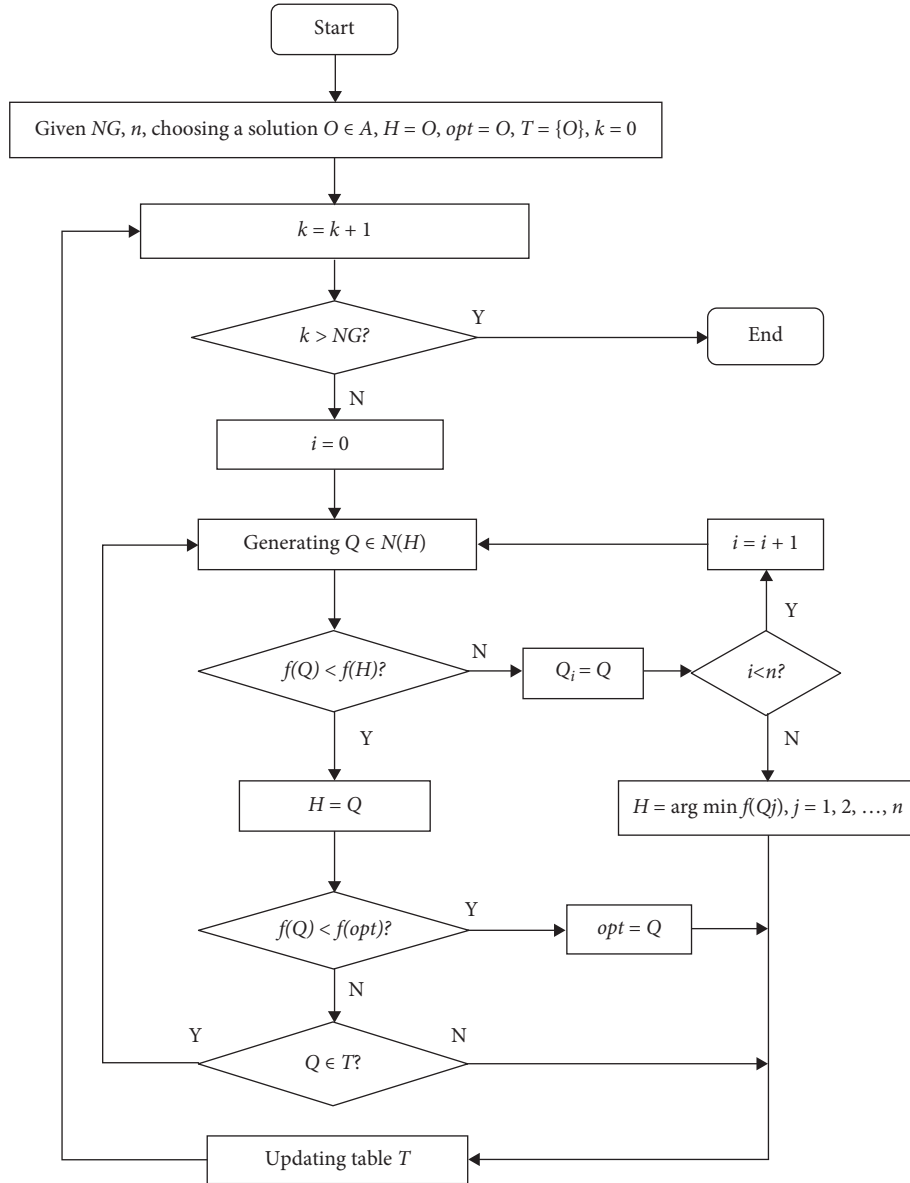 Start
Given NG, n, choosing a solution O ∈ A, H = O, opt = O, T = {O}, k = 0
k = k + 1
k > NG?
Y
End
N
i = 0
Generating Q ∈ N(H)
i = i + 1
Y
f(Q) < f(H)?
N
Qi = Q
i<n?
Y
N
H = Q
H = arg min f(Qj), j = 1, 2, …, n
f(Q) < f(opt)?
Y
opt = Q
N
Y
Q ∈ T?
N
Updating table T